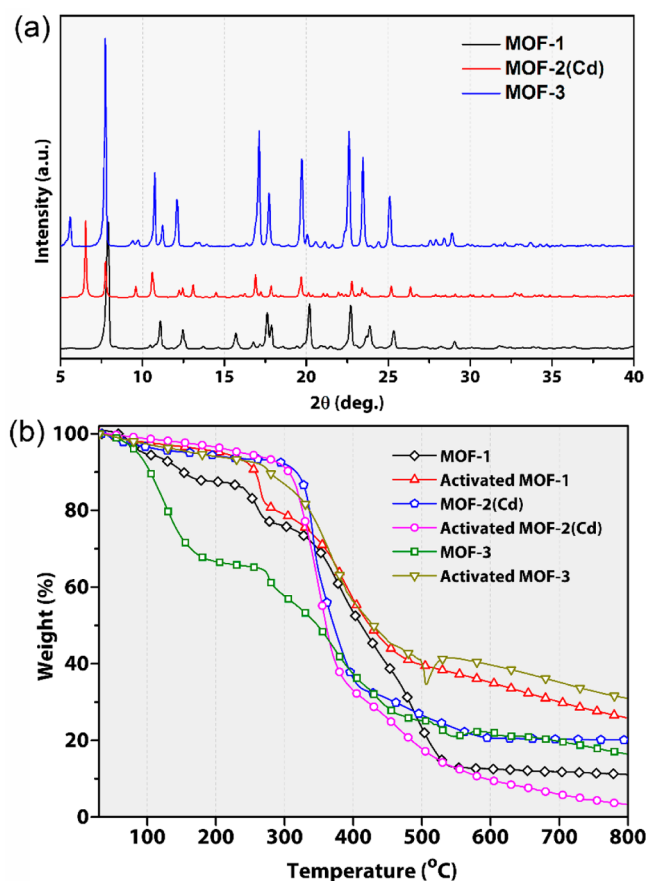 (a)
MOF-1
MOF-2(Cd)
MOF-3
Intensity (a.u.)
5 10 15 20 25 30 35 40
2θ (deg.)
(b)
100
80
60
40
20
0
MOF-1
Activated MOF-1
MOF-2(Cd)
Activated MOF-2(Cd)
MOF-3
Activated MOF-3
Weight (%)
100 200 300 400 500 600 700 800
Temperature (°C)